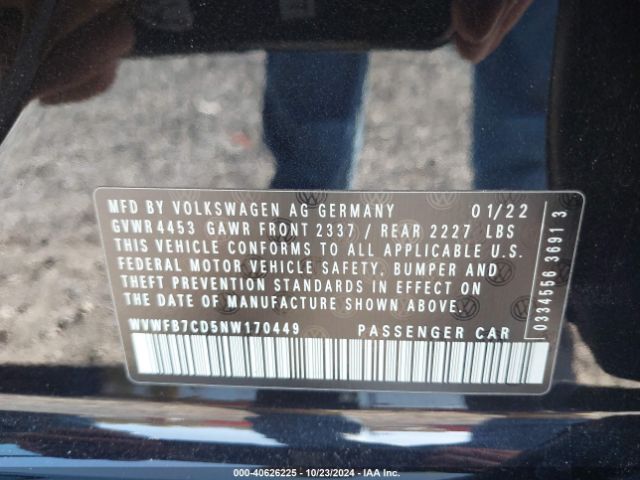 MFD BY VOLKSWAGEN AG GERMANY 01/22
GVWR 4453 GAWR FRONT 2337 / REAR 2227 LBS
THIS VEHICLE CONFORMS TO ALL APPLICABLE U.S.
FEDERAL MOTOR VEHICLE SAFETY, BUMPER AND
THEFT PREVENTION STANDARDS IN EFFECT ON
THE DATE OF MANUFACTURE SHOWN ABOVE.
WVWFB7CD5NW170449 PASSENGER CAR
0334556 3691 3
000-40626225 - 10/23/2024 - IAA Inc.